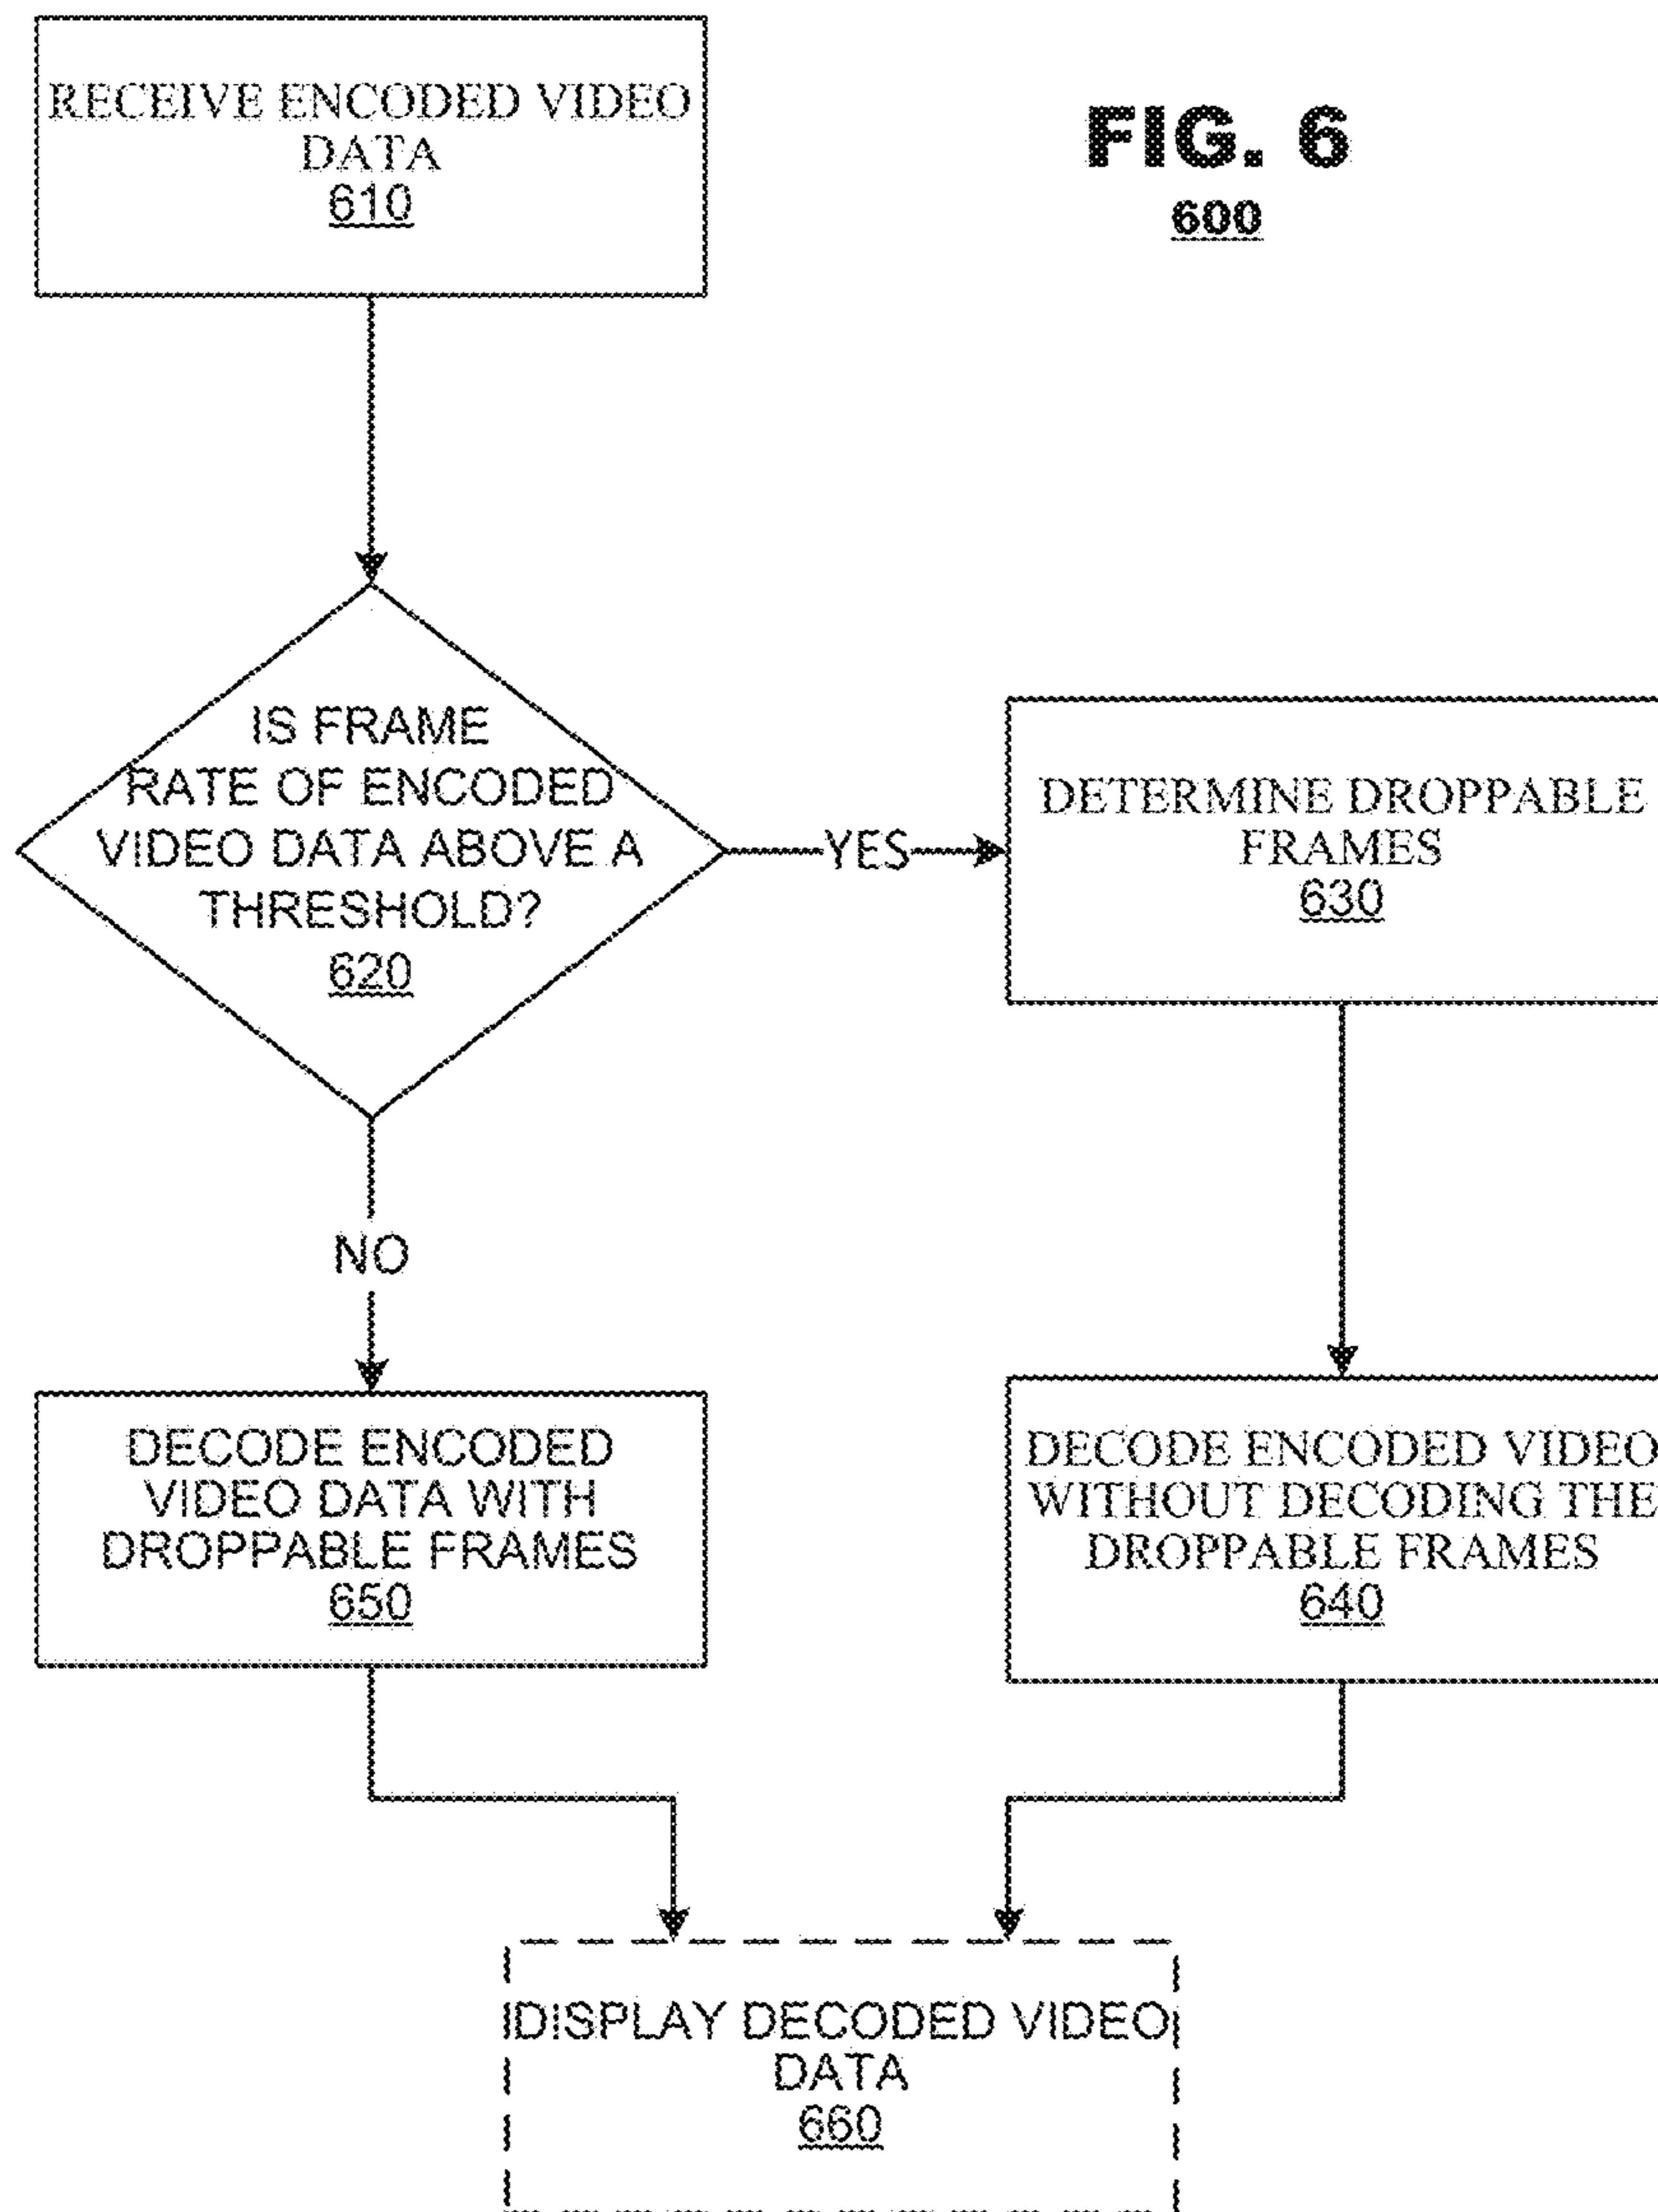 RECEIVE ENCODED VIDEO
DATA
610
FIG. 6
600
IS FRAME
RATE OF ENCODED
VIDEO DATA ABOVE A
THRESHOLD?
620
YES
DETERMINE DROPPABLE
FRAMES
630
NO
DECODE ENCODED
VIDEO DATA WITH
DROPPABLE FRAMES
650
DECODE ENCODED VIDEO
WITHOUT DECODING THE
DROPPABLE FRAMES
640
DISPLAY DECODED VIDEO
DATA
660